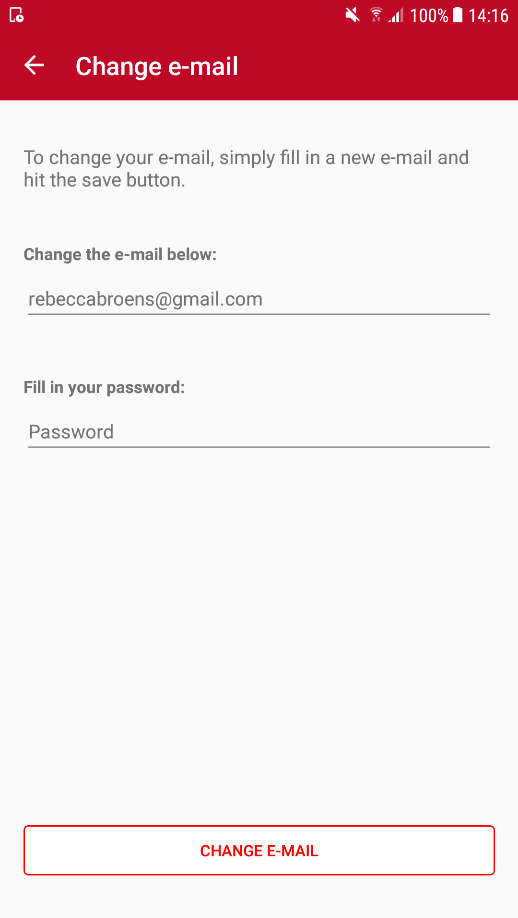 100% 14:16
Change e-mail
To change your e-mail, simply fill in a new e-mail and
hit the save button.
Change the e-mail below:
rebeccabroens@gmail.com
Fill in your password:
Password
CHANGE E-MAIL